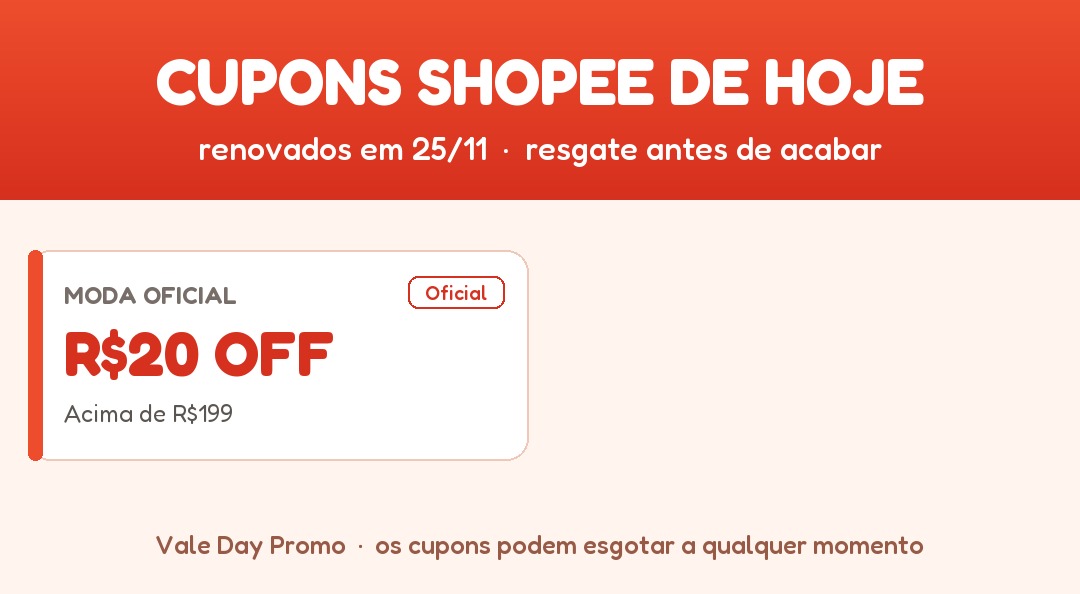 CUPONS SHOPEE DE HOJE
renovados em 25/11 · resgate antes de acabar
MODA OFICIAL
Oficial
R$20 OFF
Acima de R$199
Vale Day Promo · os cupons podem esgotar a qualquer momento